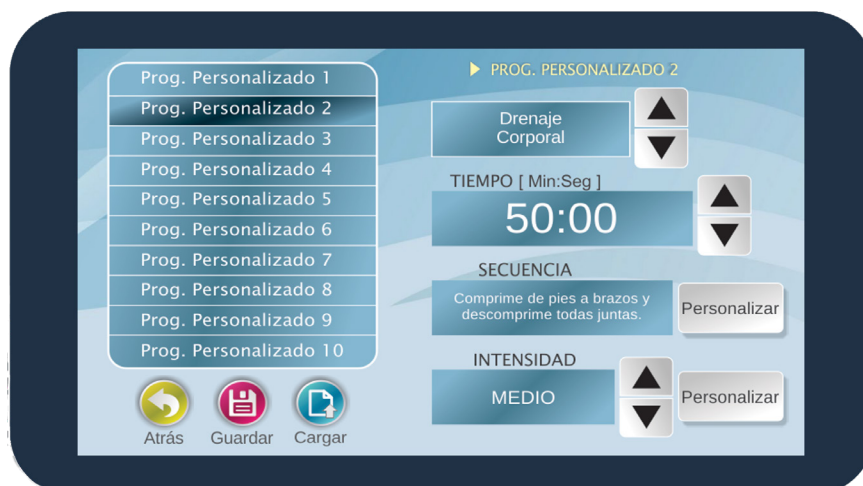 Prog. Personalizado 1
Prog. Personalizado 2
Prog. Personalizado 3
Prog. Personalizado 4
Prog. Personalizado 5
Prog. Personalizado 6
Prog. Personalizado 7
Prog. Personalizado 8
Prog. Personalizado 9
Prog. Personalizado 10
Atrás
Guardar
Cargar
PROG. PERSONALIZADO 2
Drenaje
Corporal
TIEMPO [ Min:Seg ]
50:00
SECUENCIA
Comprime de pies a brazos y
descomprime todas juntas.
Personalizar
INTENSIDAD
MEDIO
Personalizar